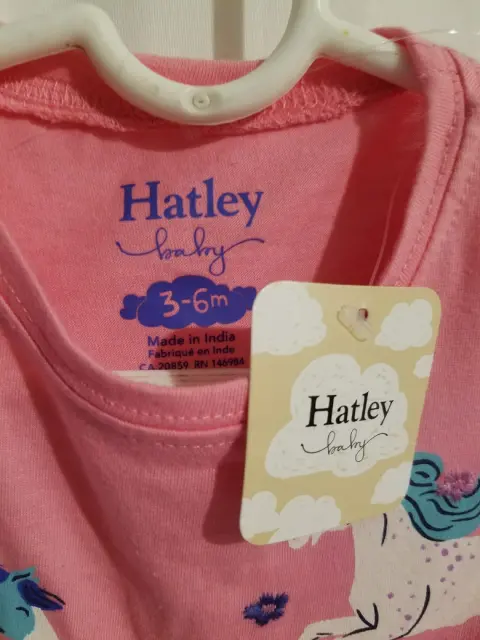 Hatley
baby
3-6m
Made in India
Fabriqué en Inde
CA 20859 RN 146984
Hatley
baby